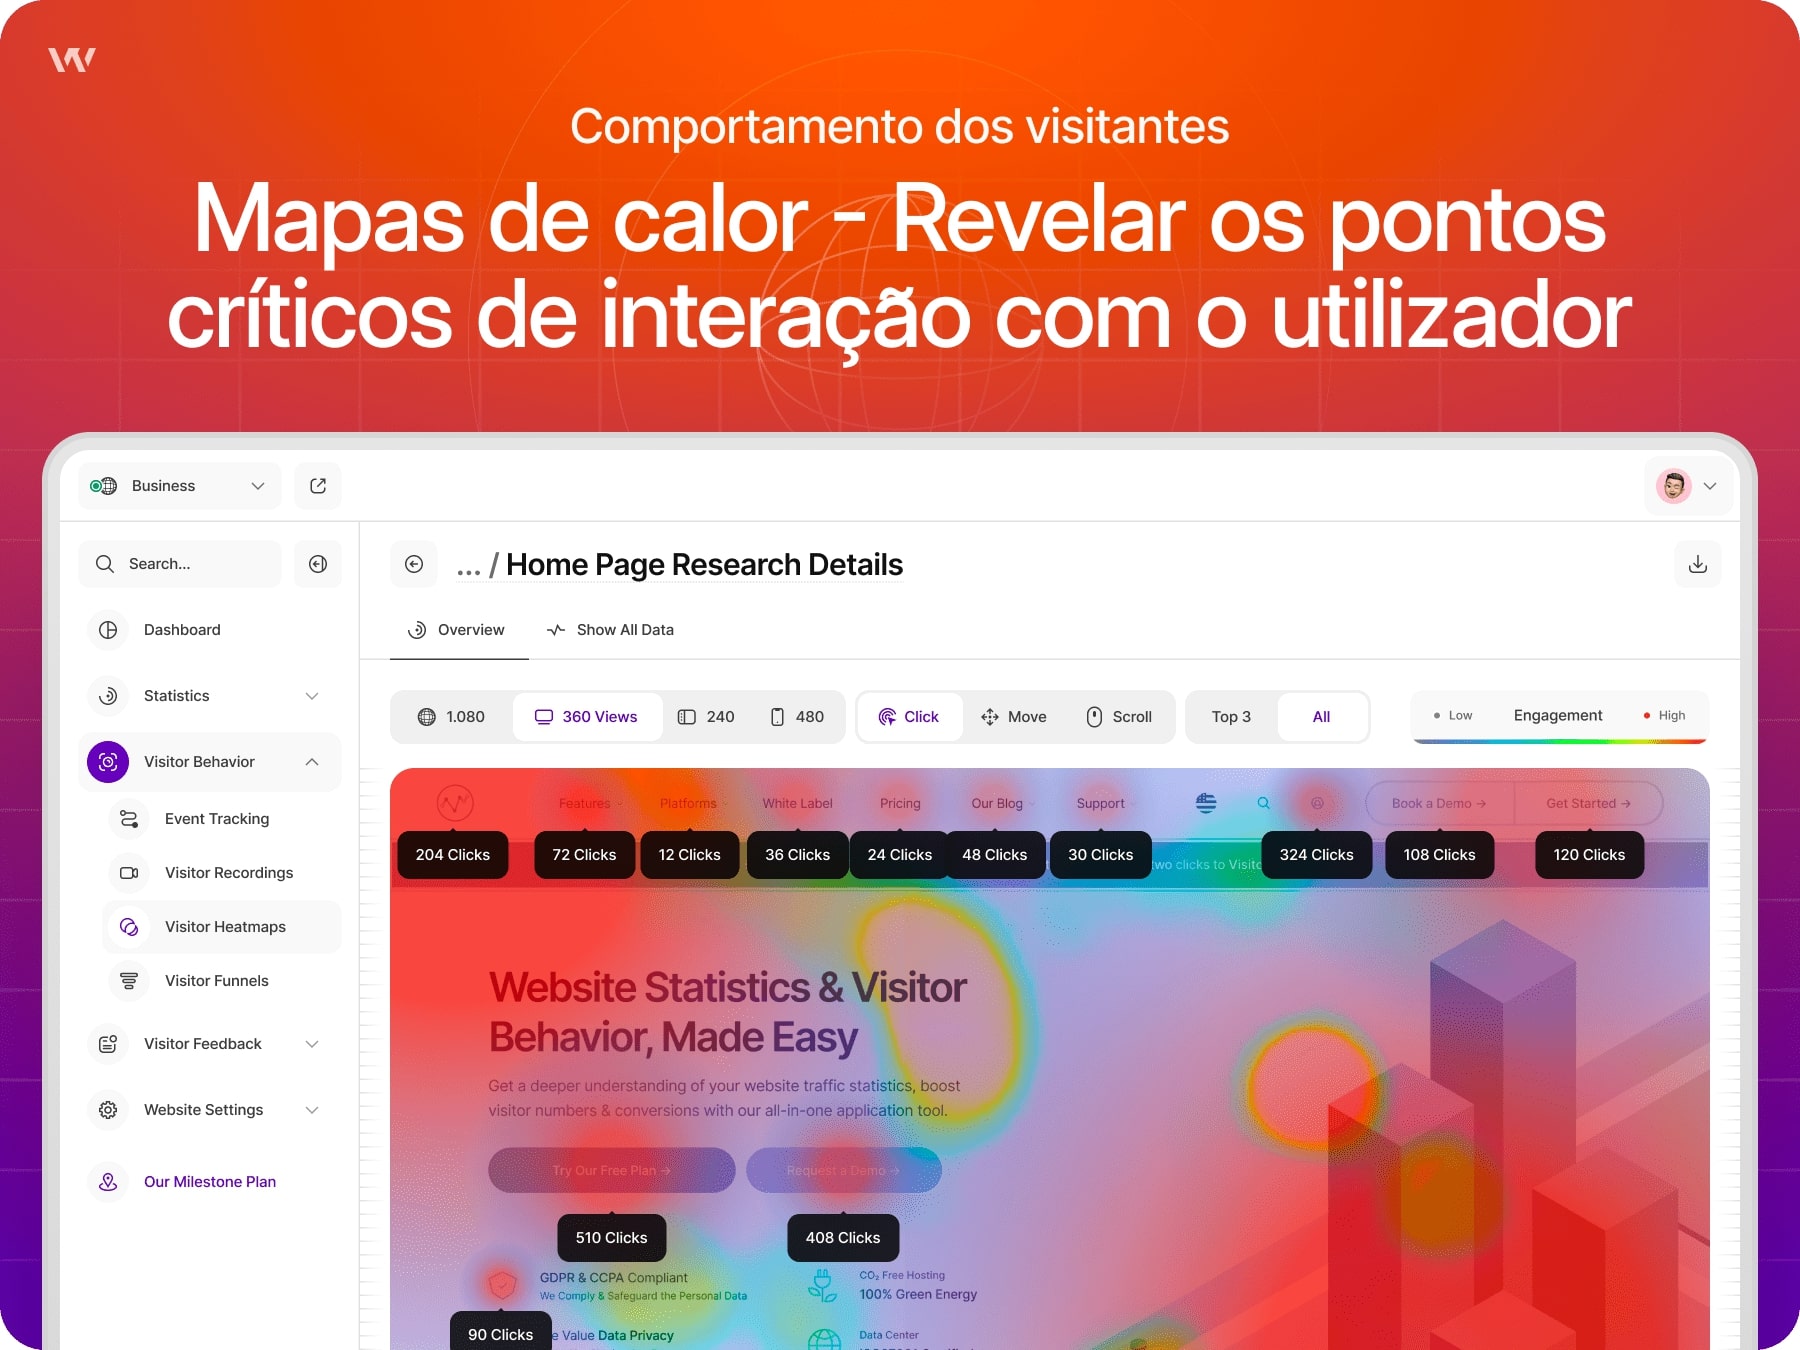 Comportamento dos visitantes
Mapas de calor - Revelar os pontos
críticos de interação com o utilizador
Business
Search...
... / Home Page Research Details
Dashboard
Overview
Show All Data
Statistics
1.080
360 Views
240
480
Click
Move
Scroll
Top 3
All
Low
Engagement
High
Visitor Behavior
Event Tracking
Visitor Recordings
Visitor Heatmaps
Visitor Funnels
Visitor Feedback
Website Settings
Our Milestone Plan
Features
Platforms
White Label
Pricing
Our Blog
Support
Book a Demo →
Get Started →
204 Clicks
72 Clicks
12 Clicks
36 Clicks
24 Clicks
48 Clicks
30 Clicks
two clicks to
324 Clicks
108 Clicks
120 Clicks
Website Statistics & Visitor
Behavior, Made Easy
Get a deeper understanding of your website traffic statistics, boost
visitor numbers & conversions with our all-in-one application tool.
Try Our Free Plan →
Request a Demo →
510 Clicks
408 Clicks
GDPR & CCPA Compliant
We Comply & Safeguard the Personal Data
CO₂ Free Hosting
100% Green Energy
90 Clicks
Value Data Privacy
Data Center